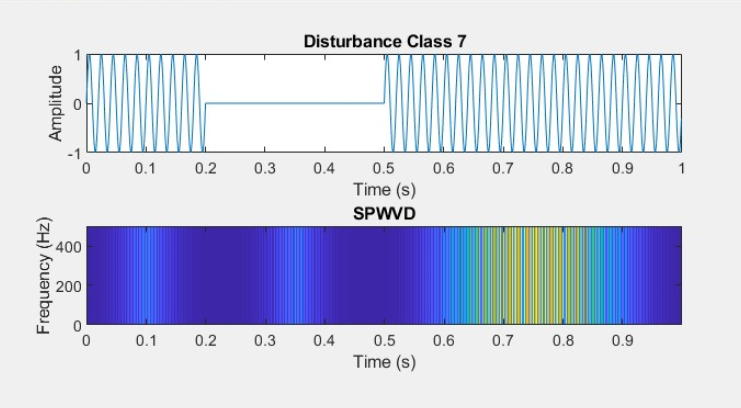 Disturbance Class 7
Amplitude
1
0
-1
0 0.1 0.2 0.3 0.4 0.5 0.6 0.7 0.8 0.9 1
Time (s)
SPWVD
Frequency (Hz)
400
200
0
0 0.1 0.2 0.3 0.4 0.5 0.6 0.7 0.8 0.9
Time (s)